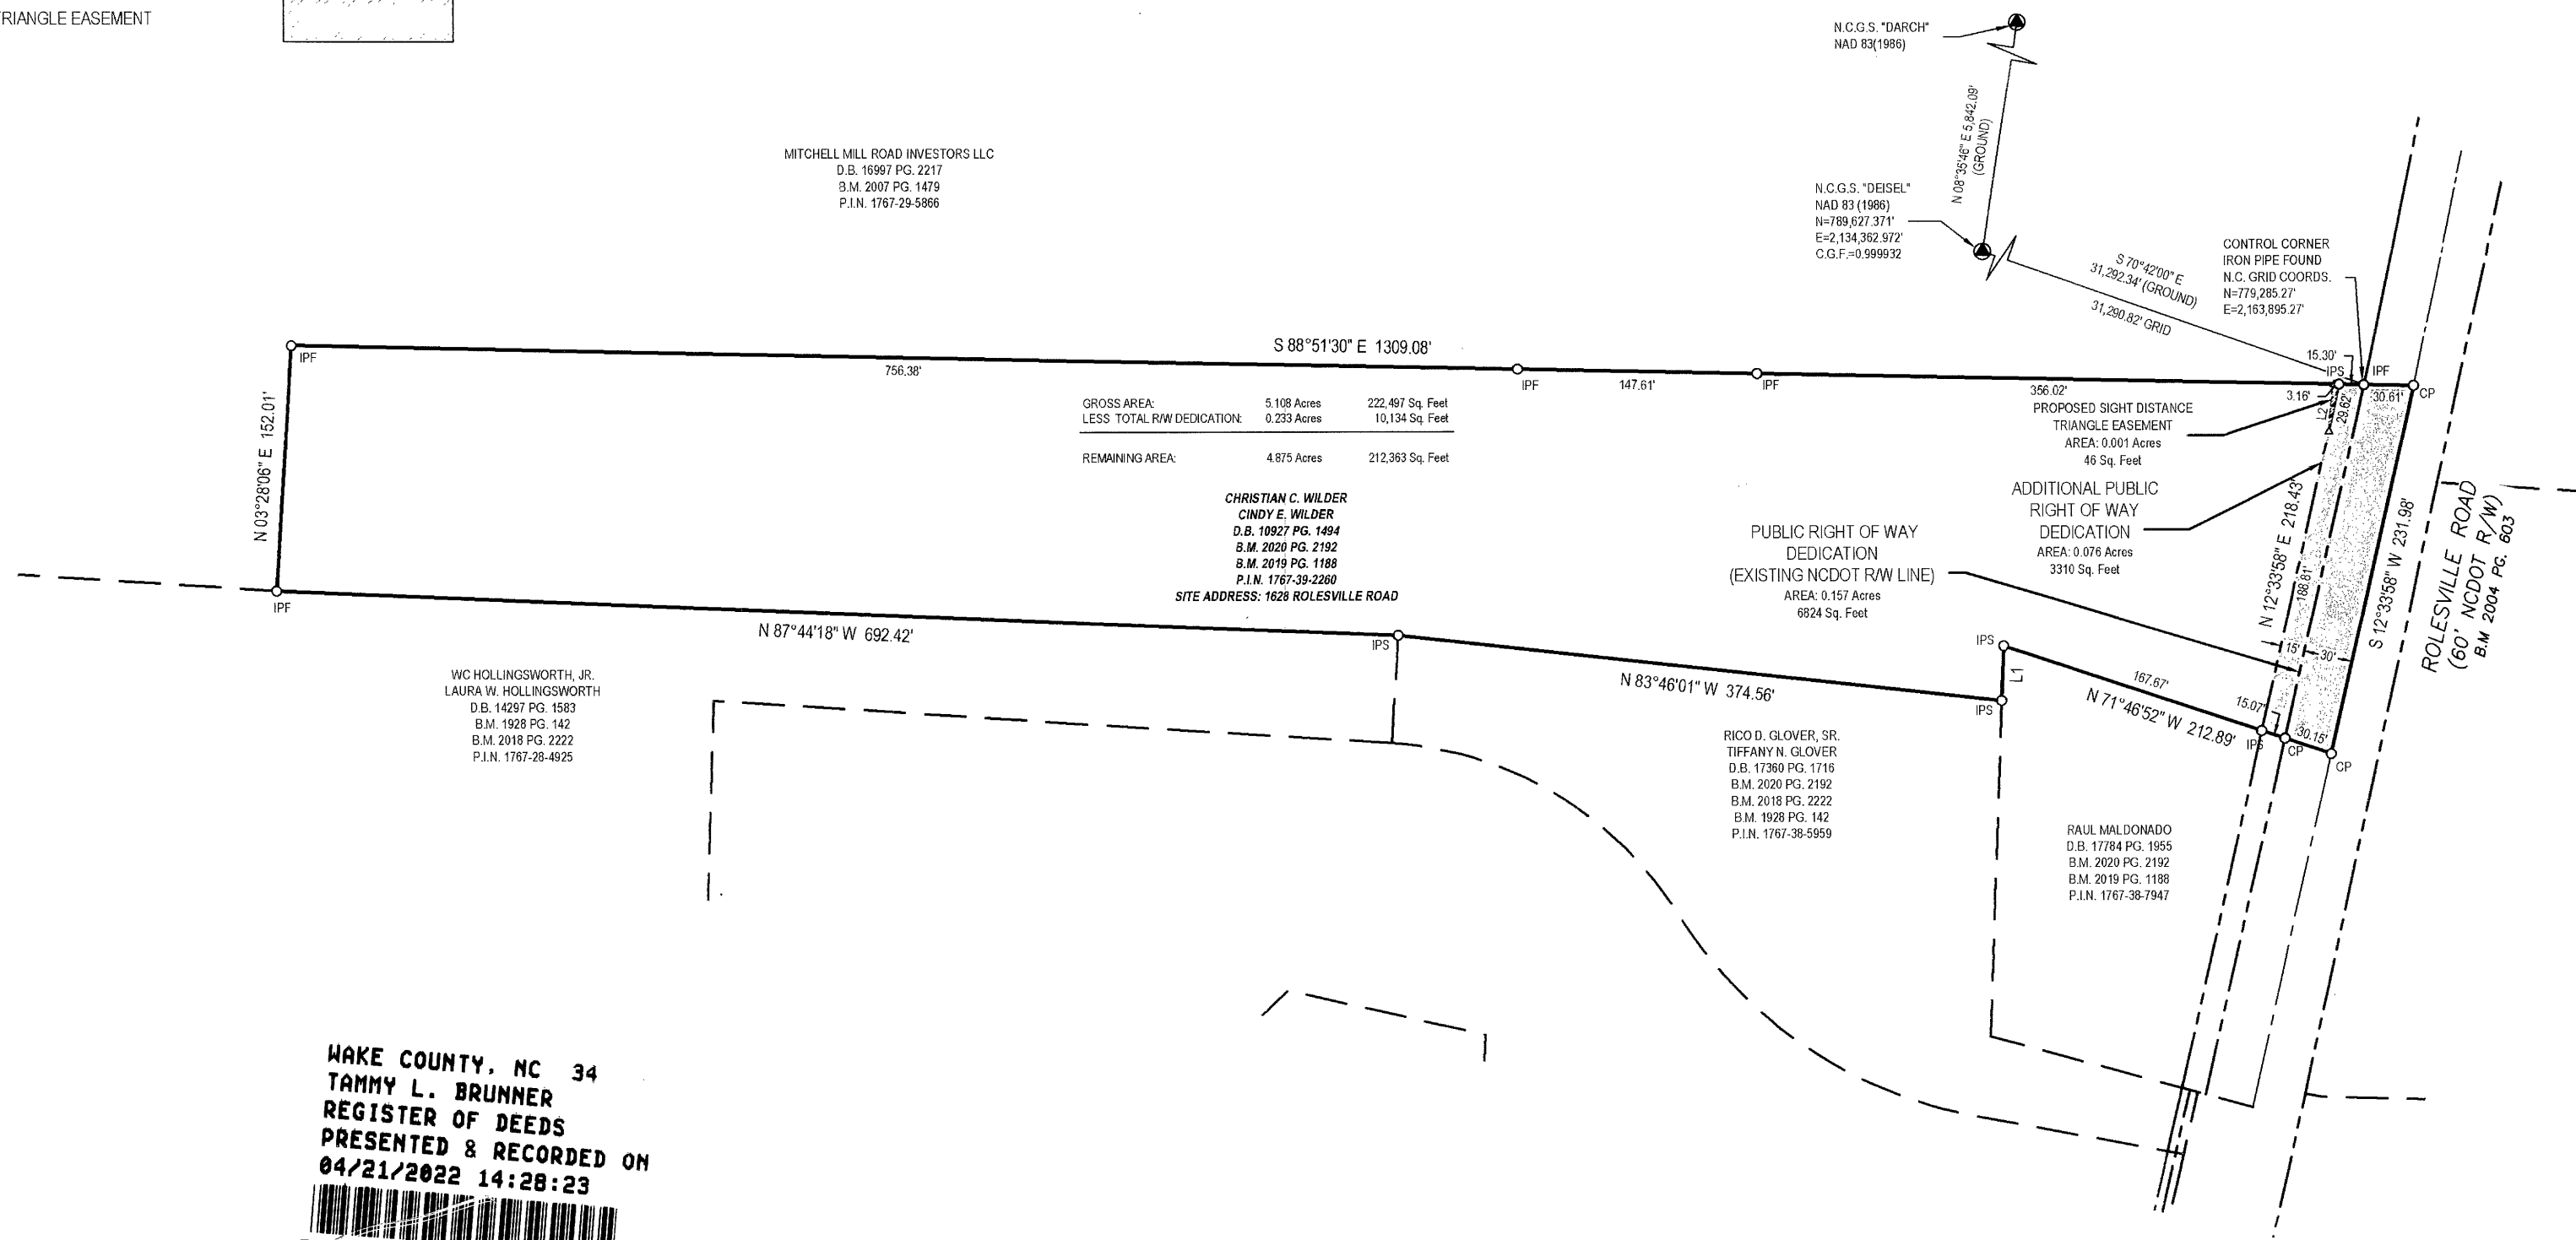 TRIANGLE EASEMENT
N.C.G.S. "DARCH"
NAD 83(1986)
N 08°35'46" E 5,842.09'
(GROUND)
N.C.G.S. "DEISEL"
NAD 83 (1986)
N=789,627.371'
E=2,134,362.972'
C.G.F.=0.999932
S 70°42'00" E
31,292.34' (GROUND)
31,290.82' GRID
CONTROL CORNER
IRON PIPE FOUND
N.C. GRID COORDS.
N=779,285.27'
E=2,163,895.27'
MITCHELL MILL ROAD INVESTORS LLC
D.B. 16997 PG. 2217
B.M. 2007 PG. 1479
P.I.N. 1767-29-5866
S 88°51'30" E 1309.08'
IPF
756.38'
IPF
147.61'
IPF
356.02'
15.30'
IPS
IPF
3.16'
30.61'
CP
L2
29.62'
N 03°28'06" E 152.01'
GROSS AREA: 5.108 Acres 222,497 Sq. Feet
LESS TOTAL R/W DEDICATION: 0.233 Acres 10,134 Sq. Feet
REMAINING AREA: 4.875 Acres 212,363 Sq. Feet
PROPOSED SIGHT DISTANCE
TRIANGLE EASEMENT
AREA: 0.001 Acres
46 Sq. Feet
CHRISTIAN C. WILDER
CINDY E. WILDER
D.B. 10927 PG. 1494
B.M. 2020 PG. 2192
B.M. 2019 PG. 1188
P.I.N. 1767-39-2260
SITE ADDRESS: 1628 ROLESVILLE ROAD
ADDITIONAL PUBLIC
RIGHT OF WAY
DEDICATION
AREA: 0.076 Acres
3310 Sq. Feet
PUBLIC RIGHT OF WAY
DEDICATION
(EXISTING NCDOT R/W LINE)
AREA: 0.157 Acres
6824 Sq. Feet
N 12°33'58" E 218.43'
188.81'
S 12°33'58" W 231.98'
ROLESVILLE ROAD
(60' NCDOT R/W)
B.M 2004 PG. 603
15'
30'
IPF
N 87°44'18" W 692.42'
IPS
N 83°46'01" W 374.56'
IPS
L1
IPS
167.67'
N 71°46'52" W 212.89'
15.07'
IPS
CP
30.15'
CP
WC HOLLINGSWORTH, JR.
LAURA W. HOLLINGSWORTH
D.B. 14297 PG. 1583
B.M. 1928 PG. 142
B.M. 2018 PG. 2222
P.I.N. 1767-28-4925
RICO D. GLOVER, SR.
TIFFANY N. GLOVER
D.B. 17360 PG. 1716
B.M. 2020 PG. 2192
B.M. 2018 PG. 2222
B.M. 1928 PG. 142
P.I.N. 1767-38-5959
RAUL MALDONADO
D.B. 17784 PG. 1955
B.M. 2020 PG. 2192
B.M. 2019 PG. 1188
P.I.N. 1767-38-7947
WAKE COUNTY, NC 34
TAMMY L. BRUNNER
REGISTER OF DEEDS
PRESENTED & RECORDED ON
04/21/2022 14:28:23